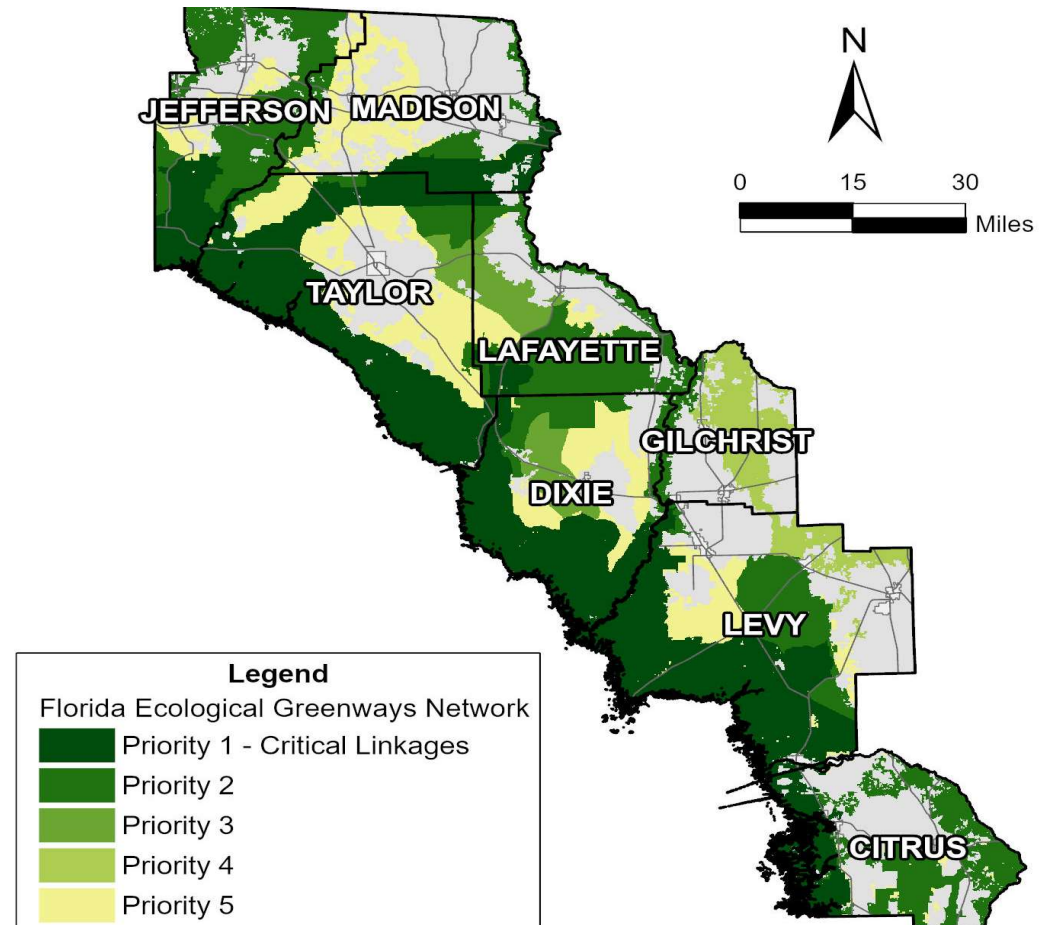 N
0 15 30
Miles
JEFFERSON
MADISON
TAYLOR
LAFAYETTE
GILCHRIST
DIXIE
LEVY
CITRUS
Legend
Florida Ecological Greenways Network
Priority 1 - Critical Linkages
Priority 2
Priority 3
Priority 4
Priority 5